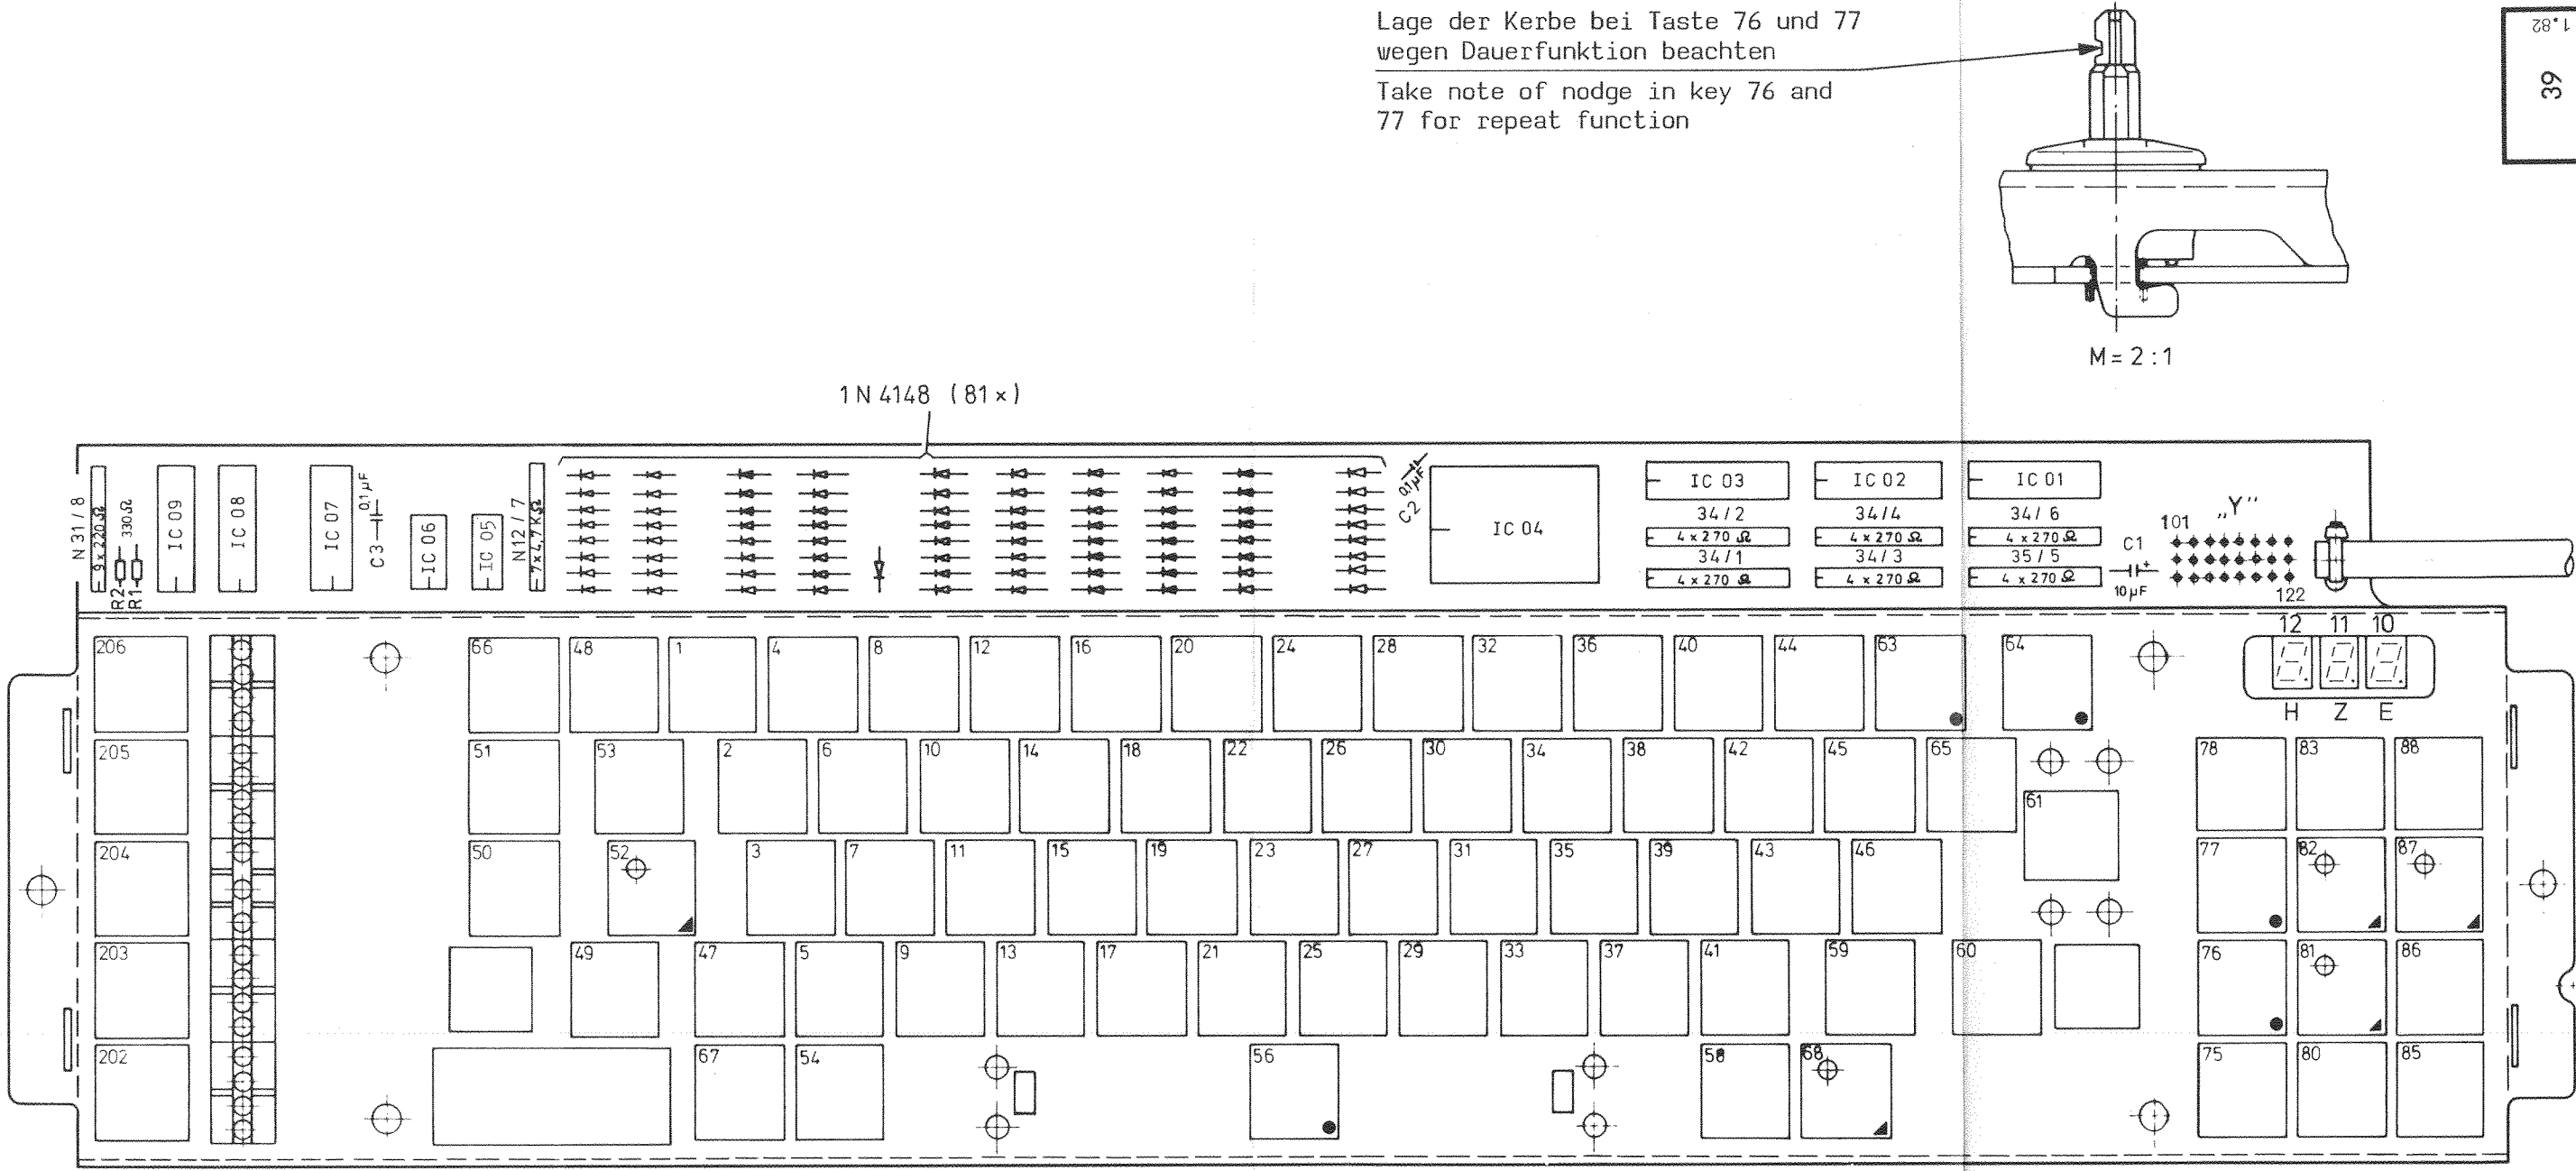 Lage der Kerbe bei Taste 76 und 77
wegen Dauerfunktion beachten
Take note of nodge in key 76 and
77 for repeat function
1.82
39
M = 2 : 1
1 N 4148 ( 81 × )
N 31 / 8
9 x 220 Ω
R2
330 Ω
R1
IC 09
IC 08
IC 07
C3
0,1 µF
IC 06
IC 05
N12 / 7
7 x 4,7 K Ω
C2
0,1 µF
IC 04
IC 03
34 / 2
4 x 270 Ω
34 / 1
4 x 270 Ω
IC 02
34 / 4
4 x 270 Ω
34 / 3
4 x 270 Ω
IC 01
34 / 6
4 x 270 Ω
35 / 5
4 x 270 Ω
C1
+
10 µF
101
„Y"
122
12 11 10
8. 8. 8.
H Z E
206 66 48 1 4 8 12 16 20 24 28 32 36 40 44 63 64
205 51 53 2 6 10 14 18 22 26 30 34 38 42 45 65 78 83 88
61
204 50 52 3 7 11 15 19 23 27 31 35 39 43 46 77 82 87
203 49 47 5 9 13 17 21 25 29 33 37 41 59 60 76 81 86
202 67 54 56 58 68 75 80 85